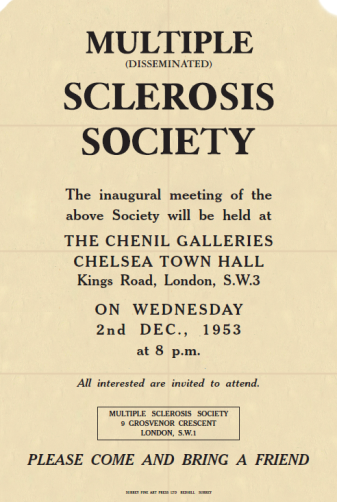 MULTIPLE
(DISSEMINATED)
SCLEROSIS
SOCIETY
The inaugural meeting of the
above Society will be held at
THE CHENIL GALLERIES
CHELSEA TOWN HALL
Kings Road, London, S.W.3
ON WEDNESDAY
2nd DEC., 1953
at 8 p.m.
All interested are invited to attend.
MULTIPLE SCLEROSIS SOCIETY
9 GROSVENOR CRESCENT
LONDON, S.W.1
PLEASE COME AND BRING A FRIEND
SURREY FINE ART PRESS LTD REDHILL SURREY